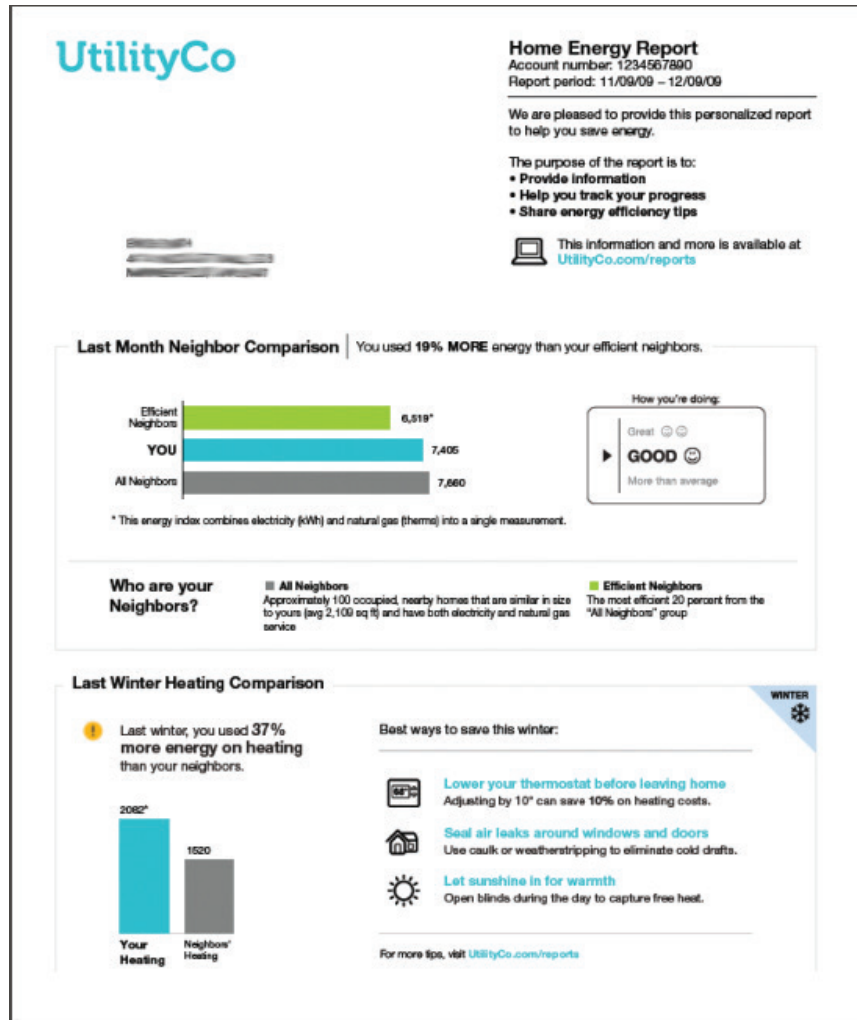 UtilityCo
Home Energy Report
Account number: 1234567890
Report period: 11/09/09 – 12/09/09
We are pleased to provide this personalized report
to help you save energy.
The purpose of the report is to:
• Provide information
• Help you track your progress
• Share energy efficiency tips
This information and more is available at
UtilityCo.com/reports
Last Month Neighbor Comparison
You used 19% MORE energy than your efficient neighbors.
Efficient
Neighbors
6,519*
YOU
7,405
All Neighbors
7,660
How you're doing:
Great
GOOD
More than average
* This energy index combines electricity (kWh) and natural gas (therms) into a single measurement.
Who are your
Neighbors?
All Neighbors
Approximately 100 occupied, nearby homes that are similar in size
to yours (avg 2,109 sq ft) and have both electricity and natural gas
service
Efficient Neighbors
The most efficient 20 percent from the
"All Neighbors" group
Last Winter Heating Comparison
WINTER
Last winter, you used 37%
more energy on heating
than your neighbors.
2082*
1520
Your
Heating
Neighbors'
Heating
Best ways to save this winter:
68°
Lower your thermostat before leaving home
Adjusting by 10° can save 10% on heating costs.
Seal air leaks around windows and doors
Use caulk or weatherstripping to eliminate cold drafts.
Let sunshine in for warmth
Open blinds during the day to capture free heat.
For more tips, visit UtilityCo.com/reports